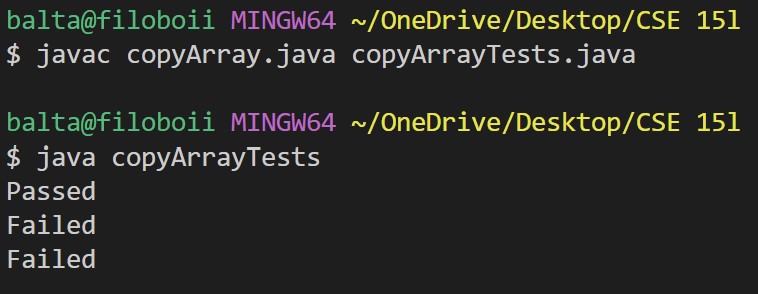 balta@filoboii MINGW64 ~/OneDrive/Desktop/CSE 15l
$ javac copyArray.java copyArrayTests.java
balta@filoboii MINGW64 ~/OneDrive/Desktop/CSE 15l
$ java copyArrayTests
Passed
Failed
Failed